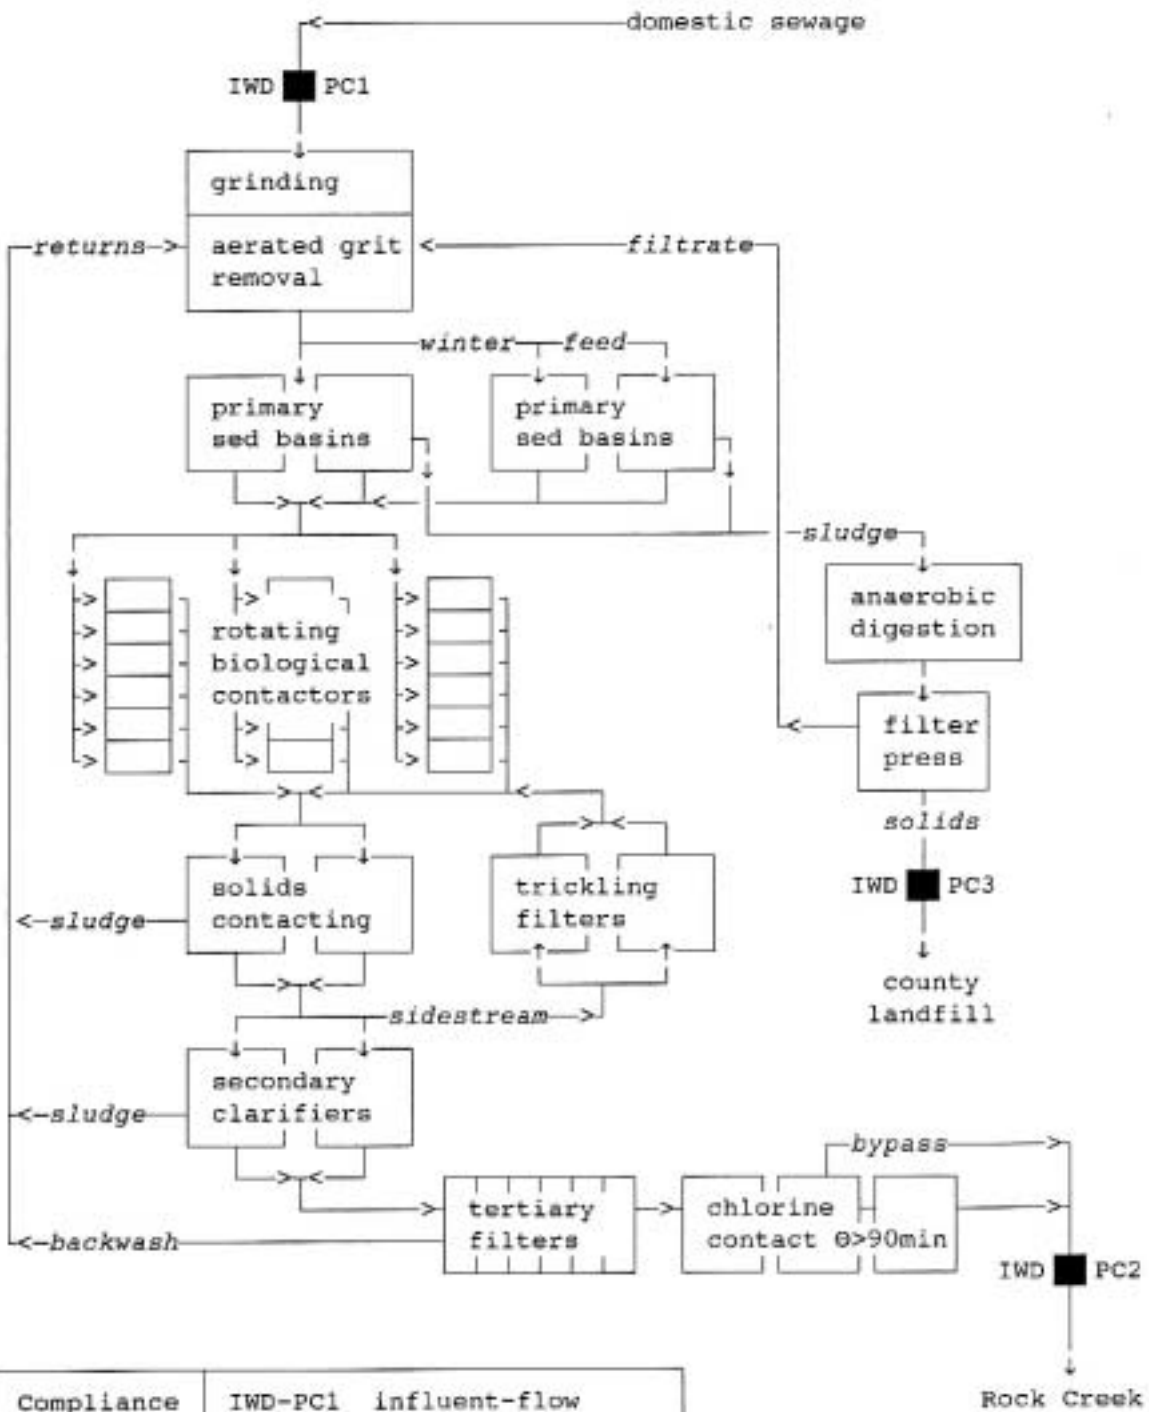 domestic sewage
IWD PC1
grinding
returns
aerated grit
removal
filtrate
winter feed
primary
sed basins
primary
sed basins
sludge
anaerobic
digestion
rotating
biological
contactors
filter
press
solids
IWD PC3
county
landfill
solids
contacting
trickling
filters
sludge
sidestream
secondary
clarifiers
sludge
bypass
tertiary
filters
chlorine
contact θ>90min
backwash
IWD PC2
Rock Creek
Compliance IWD-PC1 influent-flow